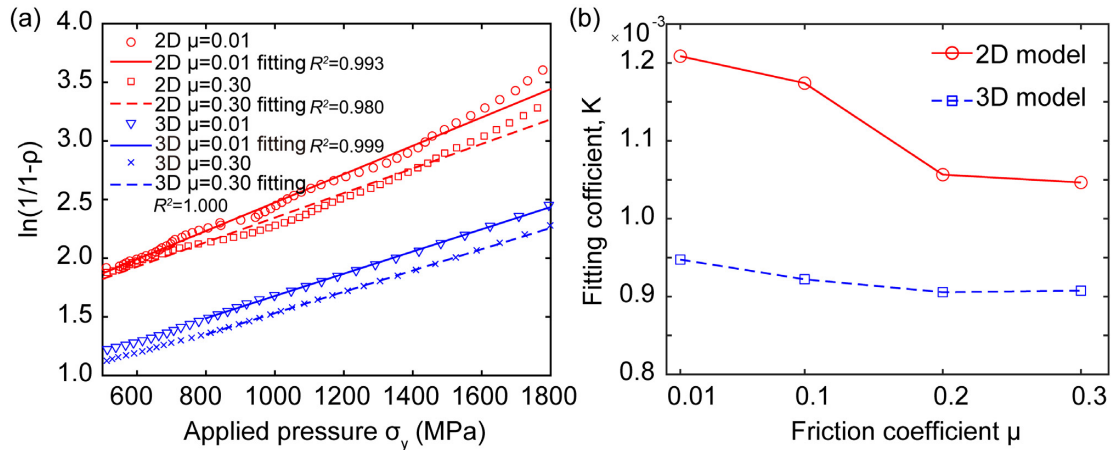 (a)
ln(1/1-ρ)
4.0
3.5
3.0
2.5
2.0
1.5
1.0
2D μ=0.01
2D μ=0.01 fitting R²=0.993
2D μ=0.30
2D μ=0.30 fitting R²=0.980
3D μ=0.01
3D μ=0.01 fitting R²=0.999
3D μ=0.30
3D μ=0.30 fitting
R²=1.000
600 800 1000 1200 1400 1600 1800
Applied pressure σy (MPa)
(b)
×10⁻³
Fitting cofficient, K
1.2
1.1
1.0
0.9
0.8
2D model
3D model
0.01 0.1 0.2 0.3
Friction coefficient μ